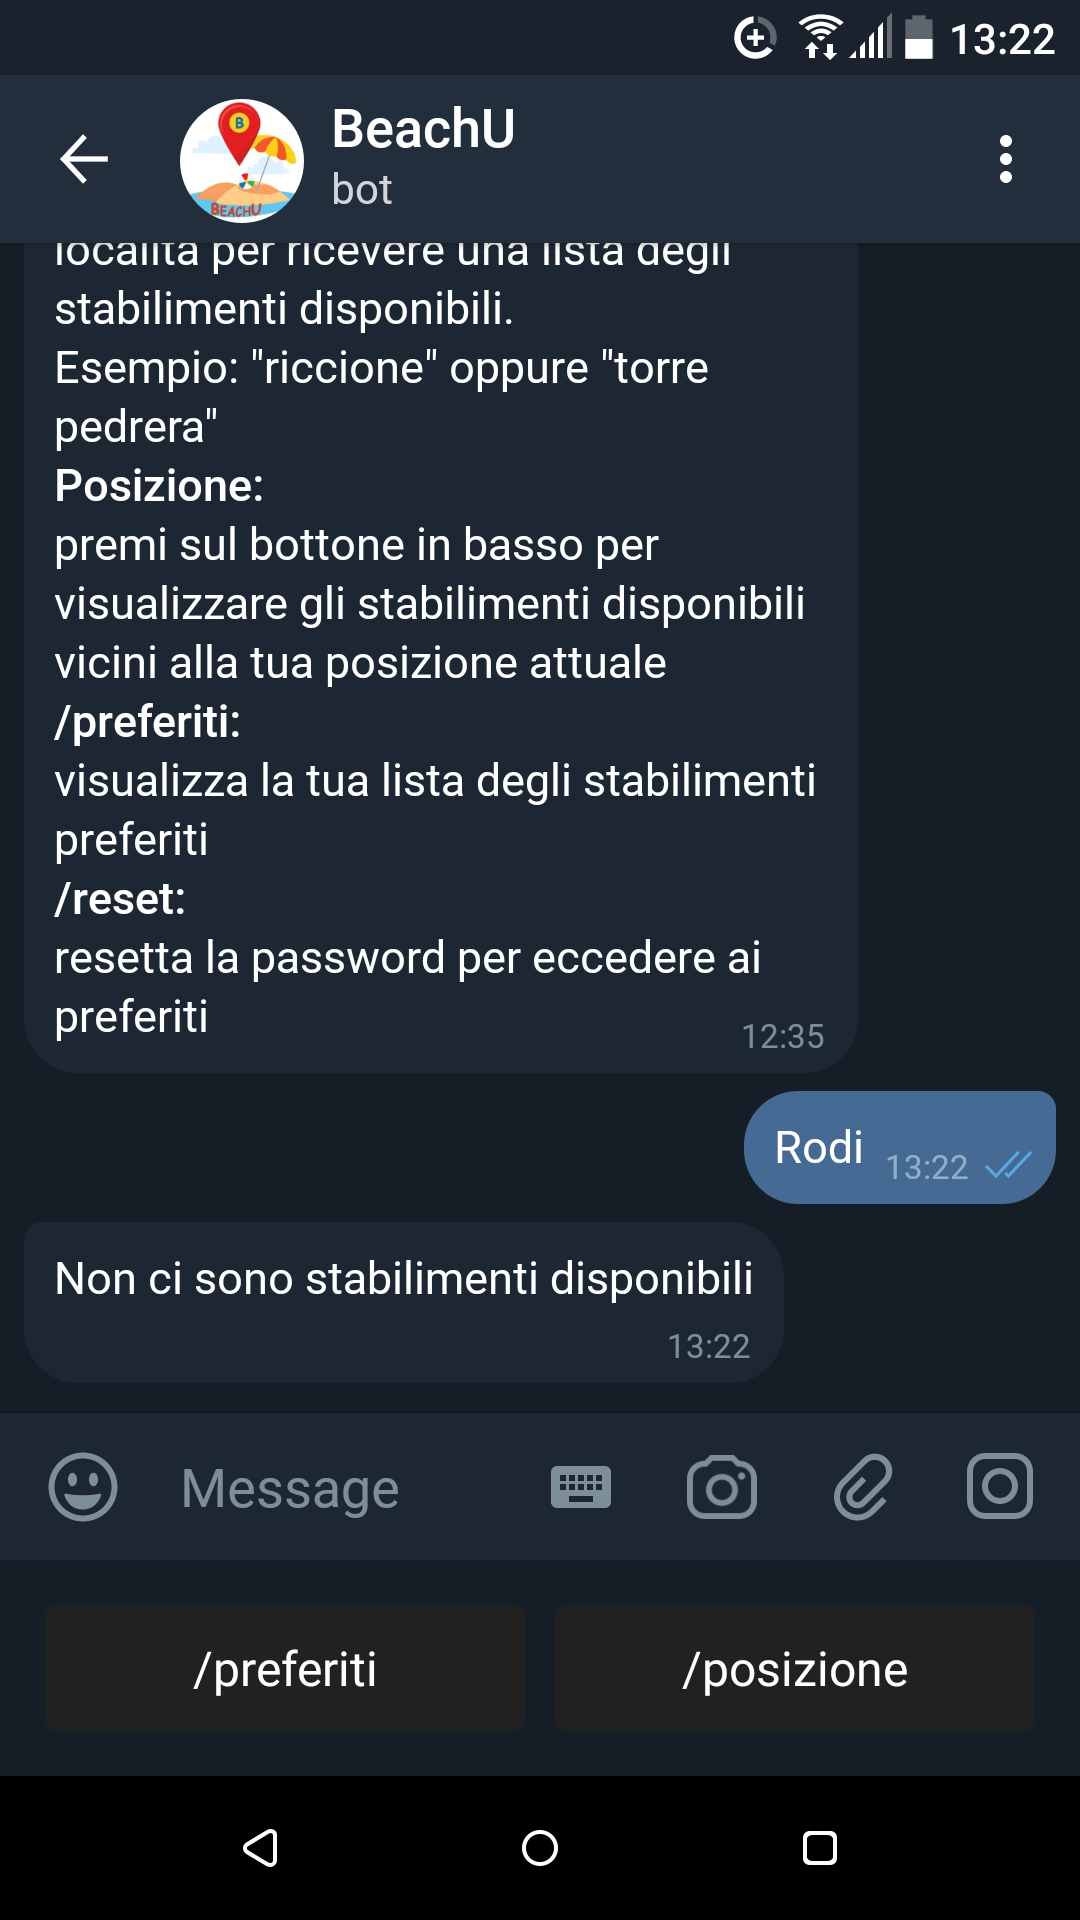 13:22
B
BEACHU
BeachU
bot
località per ricevere una lista degli
stabilimenti disponibili.
Esempio: "riccione" oppure "torre
pedrera"
Posizione:
premi sul bottone in basso per
visualizzare gli stabilimenti disponibili
vicini alla tua posizione attuale
/preferiti:
visualizza la tua lista degli stabilimenti
preferiti
/reset:
resetta la password per eccedere ai
preferiti
12:35
Rodi 13:22
Non ci sono stabilimenti disponibili
13:22
Message
/preferiti
/posizione